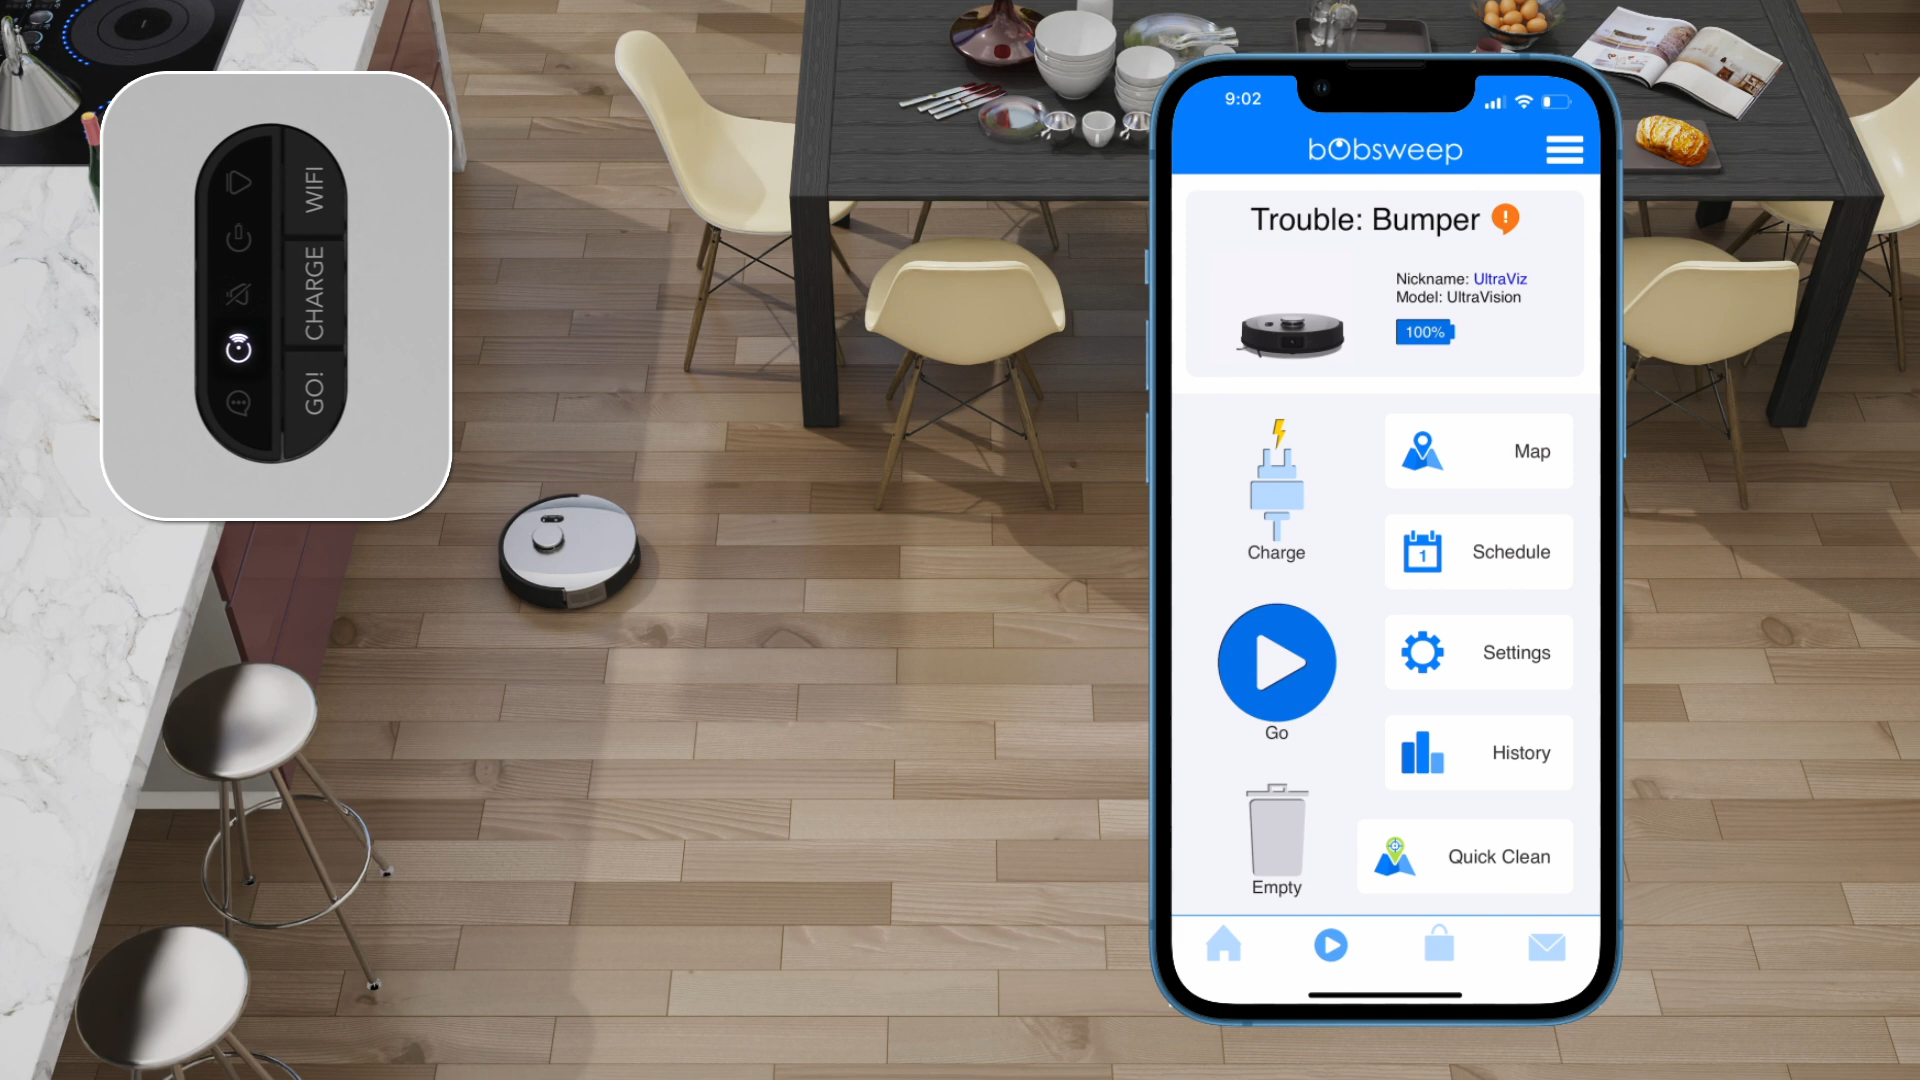 WIFI
CHARGE
GO!
9:02
bObsweep
Trouble: Bumper
Nickname: UltraViz
Model: UltraVision
100%
Charge
Map
1
Schedule
Settings
Go
History
Quick Clean
Empty